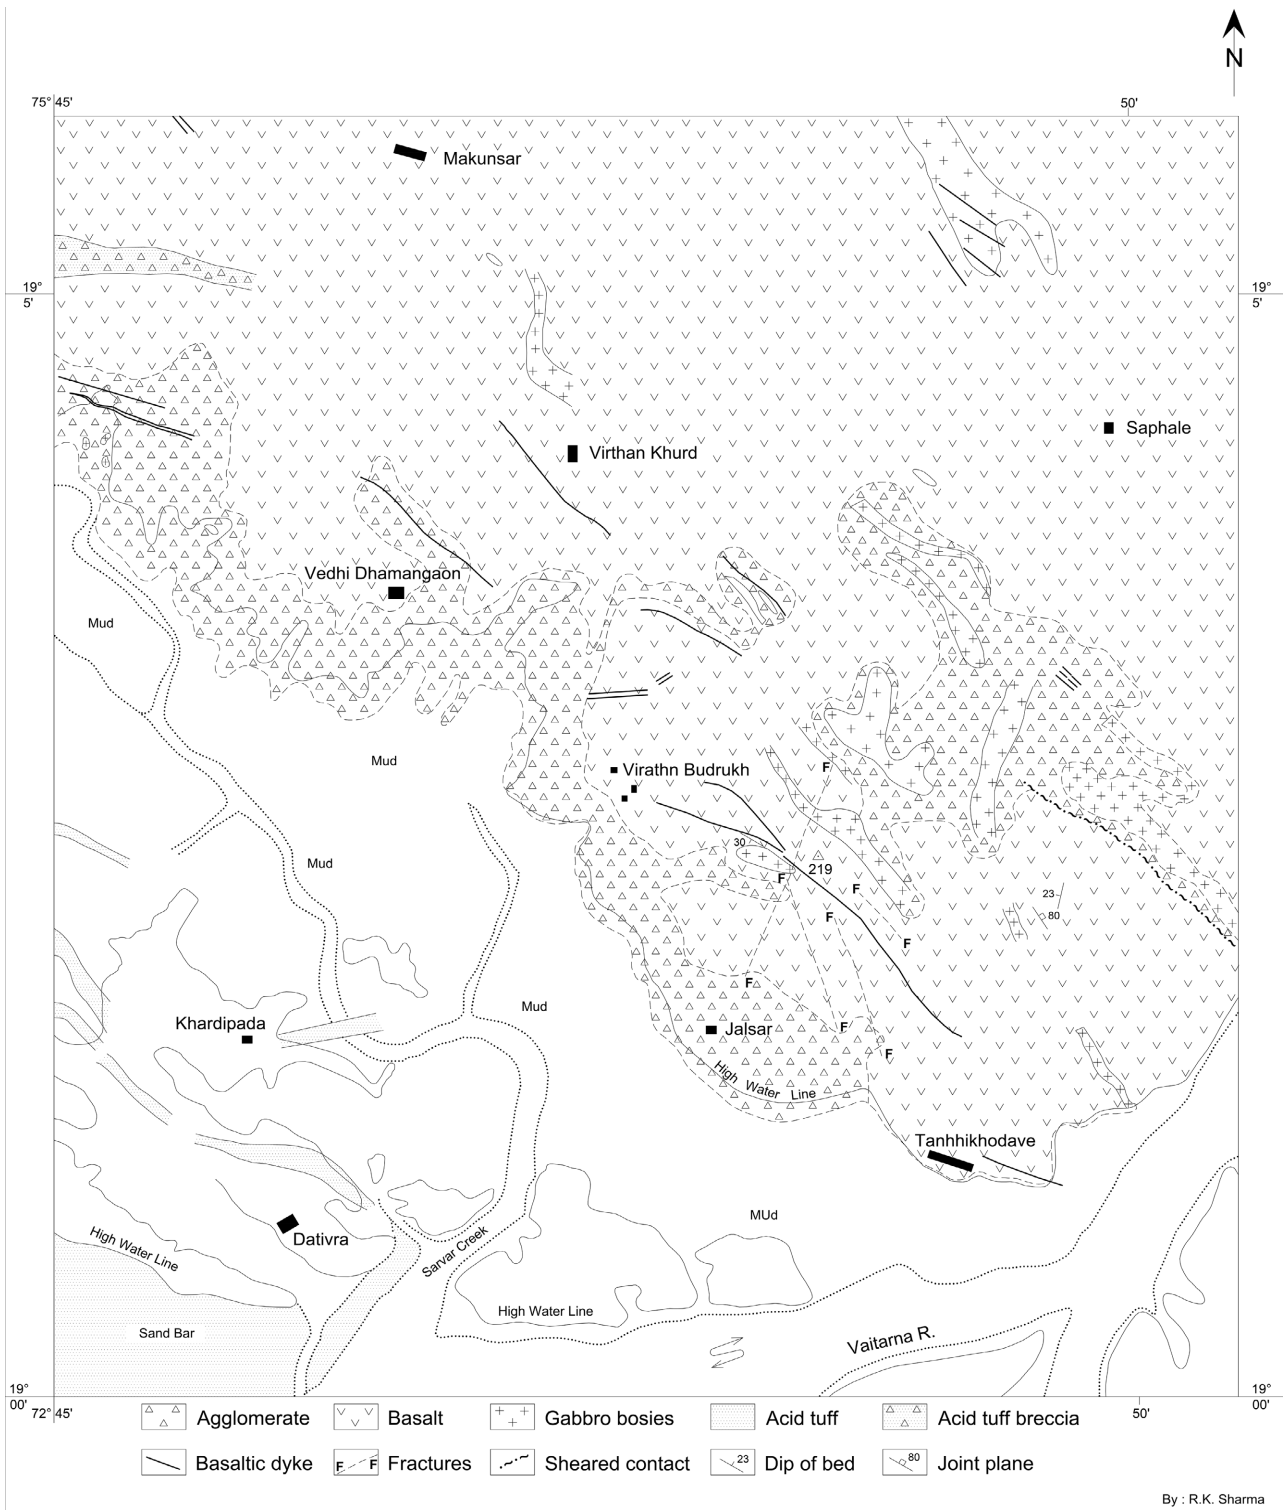 N
75° 45'
50'
Makunsar
19°
5'
19°
5'
Saphale
Virthan Khurd
Vedhi Dhamangaon
Mud
Mud
F
Virathn Budrukh
30
219
Mud
F
F
F
23
80
F
F
Mud
Khardipada
Jalsar
F
F
High Water Line
Tanhhikhodave
MUd
High Water Line
Dativra
Sarvar Creek
High Water Line
Sand Bar
Vaitarna R.
19°
00'
72° 45'
50'
19°
00'
Agglomerate
Basalt
Gabbro bosies
Acid tuff
Acid tuff breccia
Basaltic dyke
F F Fractures
Sheared contact
23 Dip of bed
80 Joint plane
By : R.K. Sharma